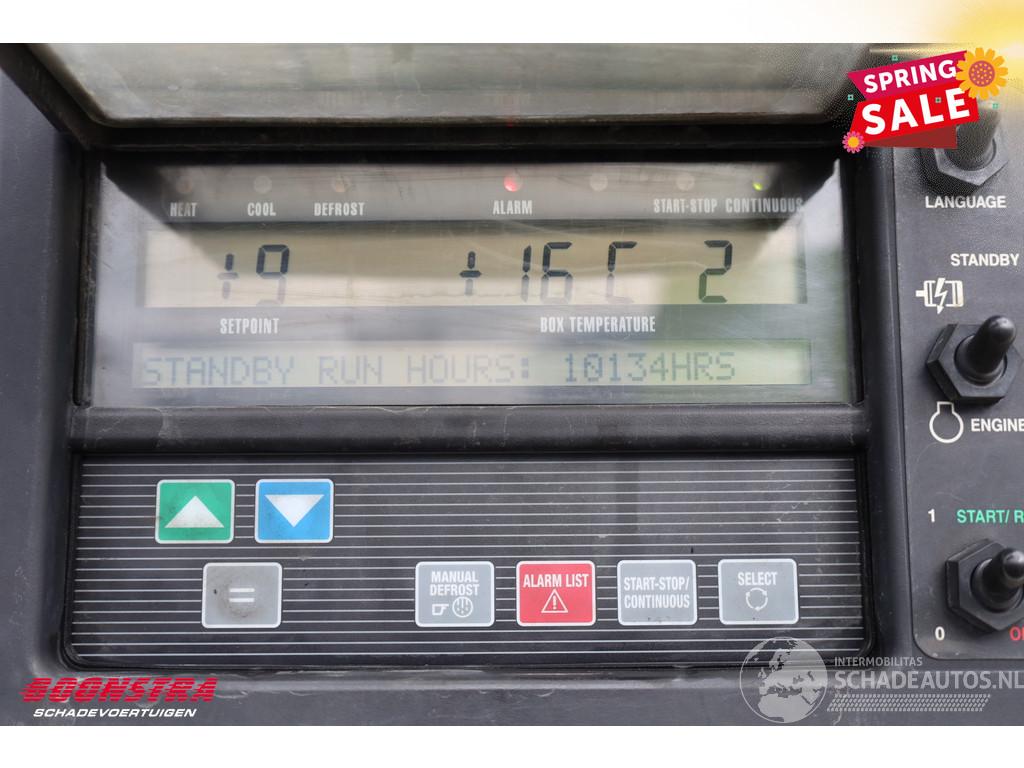 SPRING
SALE
LANGUAGE
HEAT COOL DEFROST ALARM START-STOP CONTINUOUS
STANDBY
+9 +16 C 2
SETPOINT BOX TEMPERATURE
STANDBY RUN HOURS: 10134HRS
ENGINE
1 START/ R
MANUAL DEFROST
ALARM LIST
START-STOP/ CONTINUOUS
SELECT
=
0
INTERMOBILITAS
SCHADEAUTOS.NL
BOONSTRA
SCHADEVOERTUIGEN